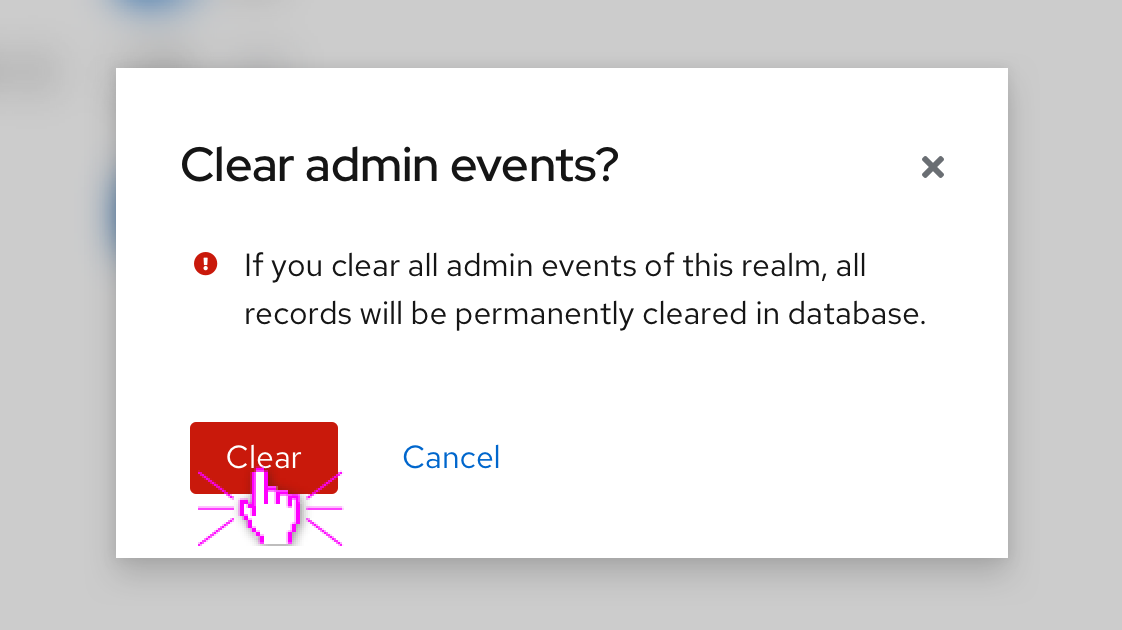 Clear admin events?
If you clear all admin events of this realm, all
records will be permanently cleared in database.
Clear
Cancel